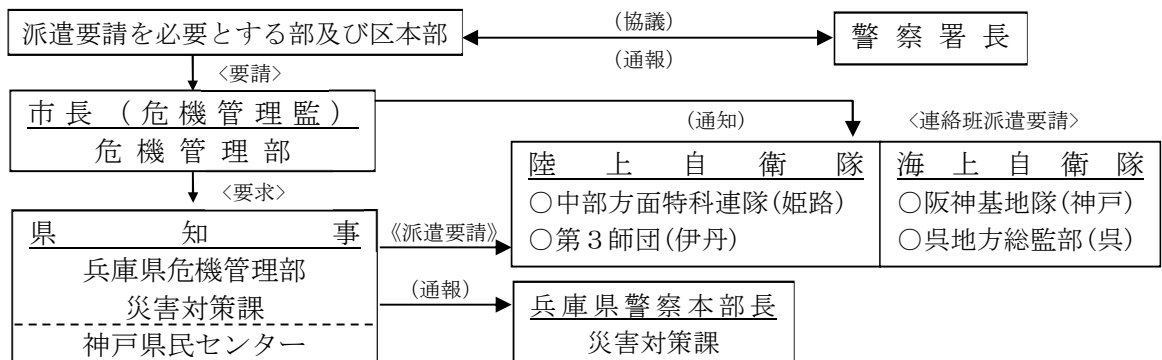 派遣要請を必要とする部及び区本部
（協議）
（通報）
警察署長
<要請>
市長（危機管理監）
危機管理部
（通知）
<連絡班派遣要請>
<要求>
陸上自衛隊
○中部方面特科連隊(姫路)
○第３師団(伊丹)
海上自衛隊
○阪神基地隊(神戸)
○呉地方総監部(呉)
県知事
兵庫県危機管理部
災害対策課
神戸県民センター
《派遣要請》
（通報）
兵庫県警察本部長
災害対策課